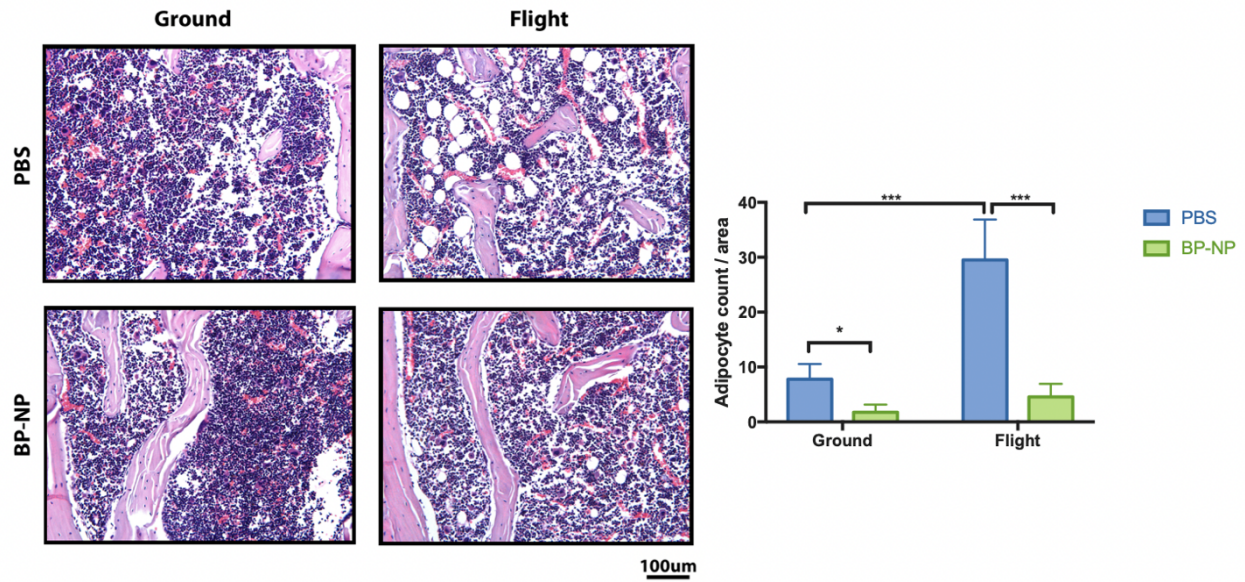 Ground
Flight
PBS
BP-NP
100um
Adipocyte count / area
40
30
20
10
0
***
***
*
Ground
Flight
PBS
BP-NP